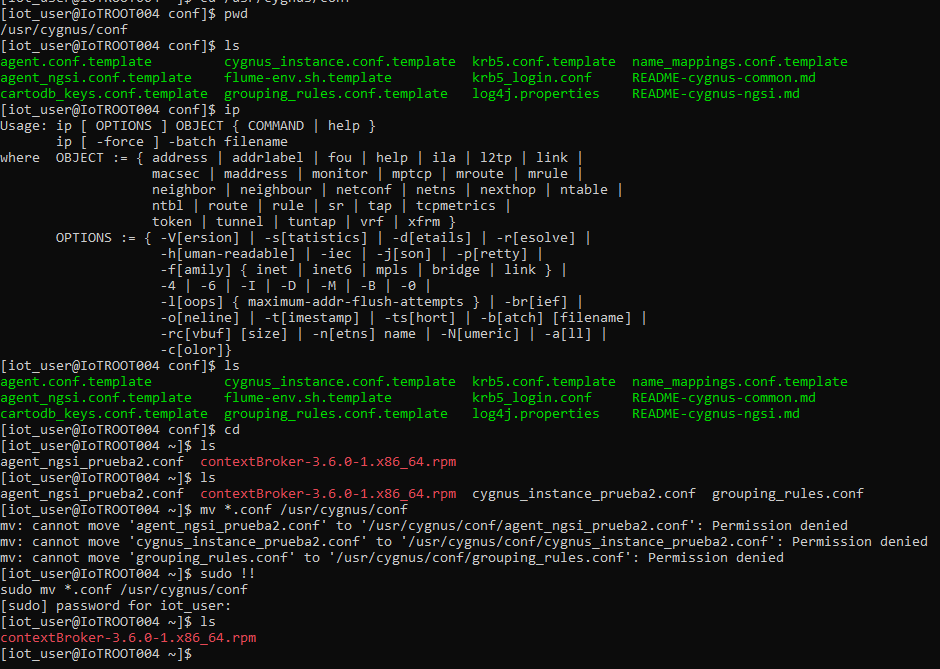 [iot_user@IoTROOT004 conf]$ pwd
/usr/cygnus/conf
[iot_user@IoTROOT004 conf]$ ls
agent.conf.template         cygnus_instance.conf.template  krb5.conf.template  name_mappings.conf.template
agent_ngsi.conf.template    flume-env.sh.template          krb5_login.conf     README-cygnus-common.md
cartodb_keys.conf.template  grouping_rules.conf.template   log4j.properties    README-cygnus-ngsi.md
[iot_user@IoTROOT004 conf]$ ip
Usage: ip [ OPTIONS ] OBJECT { COMMAND | help }
       ip [ -force ] -batch filename
where  OBJECT := { address | addrlabel | fou | help | ila | l2tp | link |
                   macsec | maddress | monitor | mptcp | mroute | mrule |
                   neighbor | neighbour | netconf | netns | nexthop | ntable |
                   ntbl | route | rule | sr | tap | tcpmetrics |
                   token | tunnel | tuntap | vrf | xfrm }
       OPTIONS := { -V[ersion] | -s[tatistics] | -d[etails] | -r[esolve] |
                    -h[uman-readable] | -iec | -j[son] | -p[retty] |
                    -f[amily] { inet | inet6 | mpls | bridge | link } |
                    -4 | -6 | -I | -D | -M | -B | -0 |
                    -l[oops] { maximum-addr-flush-attempts } | -br[ief] |
                    -o[neline] | -t[imestamp] | -ts[hort] | -b[atch] [filename] |
                    -rc[vbuf] [size] | -n[etns] name | -N[umeric] | -a[ll] |
                    -c[olor]}
[iot_user@IoTROOT004 conf]$ ls
agent.conf.template         cygnus_instance.conf.template  krb5.conf.template  name_mappings.conf.template
agent_ngsi.conf.template    flume-env.sh.template          krb5_login.conf     README-cygnus-common.md
cartodb_keys.conf.template  grouping_rules.conf.template   log4j.properties    README-cygnus-ngsi.md
[iot_user@IoTROOT004 conf]$ cd
[iot_user@IoTROOT004 ~]$ ls
agent_ngsi_prueba2.conf  contextBroker-3.6.0-1.x86_64.rpm
[iot_user@IoTROOT004 ~]$ ls
agent_ngsi_prueba2.conf  contextBroker-3.6.0-1.x86_64.rpm  cygnus_instance_prueba2.conf  grouping_rules.conf
[iot_user@IoTROOT004 ~]$ mv *.conf /usr/cygnus/conf
mv: cannot move 'agent_ngsi_prueba2.conf' to '/usr/cygnus/conf/agent_ngsi_prueba2.conf': Permission denied
mv: cannot move 'cygnus_instance_prueba2.conf' to '/usr/cygnus/conf/cygnus_instance_prueba2.conf': Permission denied
mv: cannot move 'grouping_rules.conf' to '/usr/cygnus/conf/grouping_rules.conf': Permission denied
[iot_user@IoTROOT004 ~]$ sudo !!
sudo mv *.conf /usr/cygnus/conf
[sudo] password for iot_user:
[iot_user@IoTROOT004 ~]$ ls
contextBroker-3.6.0-1.x86_64.rpm
[iot_user@IoTROOT004 ~]$